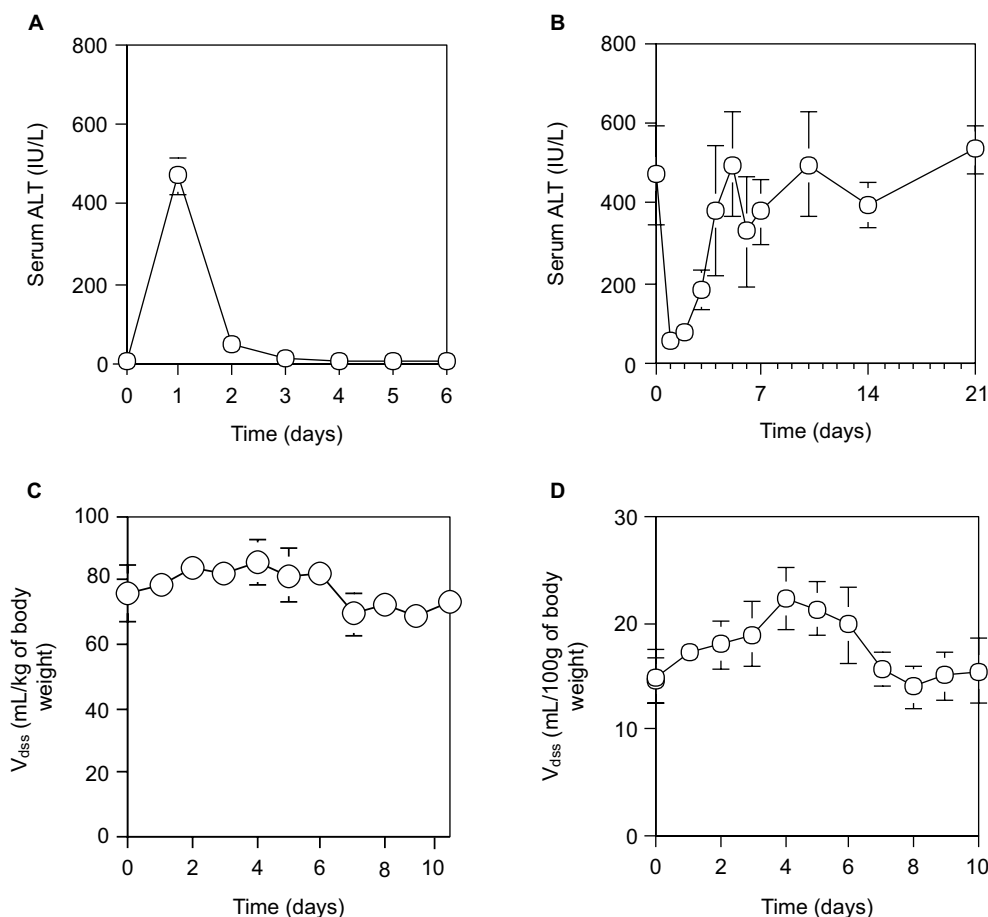 A
800
600
400
200
0
Serum ALT (IU/L)
0 1 2 3 4 5 6
Time (days)
B
800
600
400
200
0
Serum ALT (IU/L)
0 7 14 21
Time (days)
C
100
80
60
40
20
0
V_dss (mL/kg of body
weight)
0 2 4 6 8 10
Time (days)
D
30
20
10
0
V_dss (mL/100g of body
weight)
0 2 4 6 8 10
Time (days)